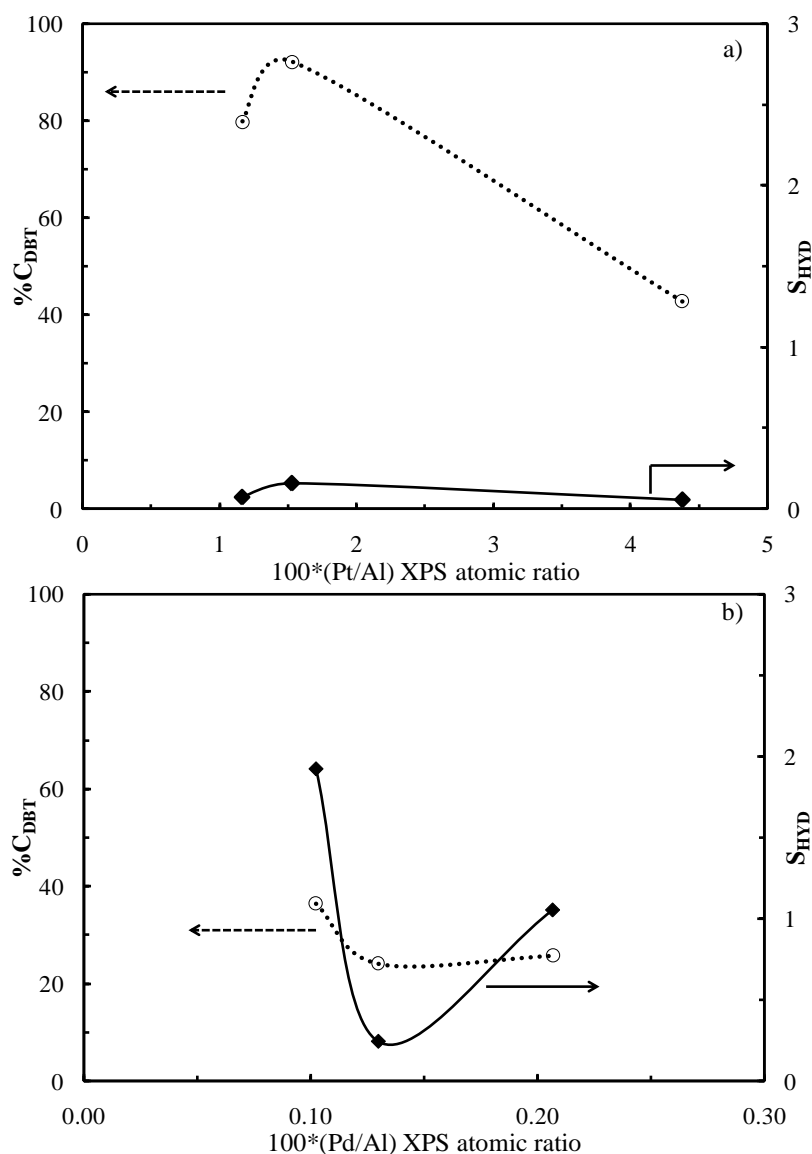 a)
100
80
60
40
20
0
%C_DBT
3
2
1
0
S_HYD
0 1 2 3 4 5
100*(Pt/Al) XPS atomic ratio
b)
100
80
60
40
20
0
%C_DBT
3
2
1
0
S_HYD
0.00 0.10 0.20 0.30
100*(Pd/Al) XPS atomic ratio